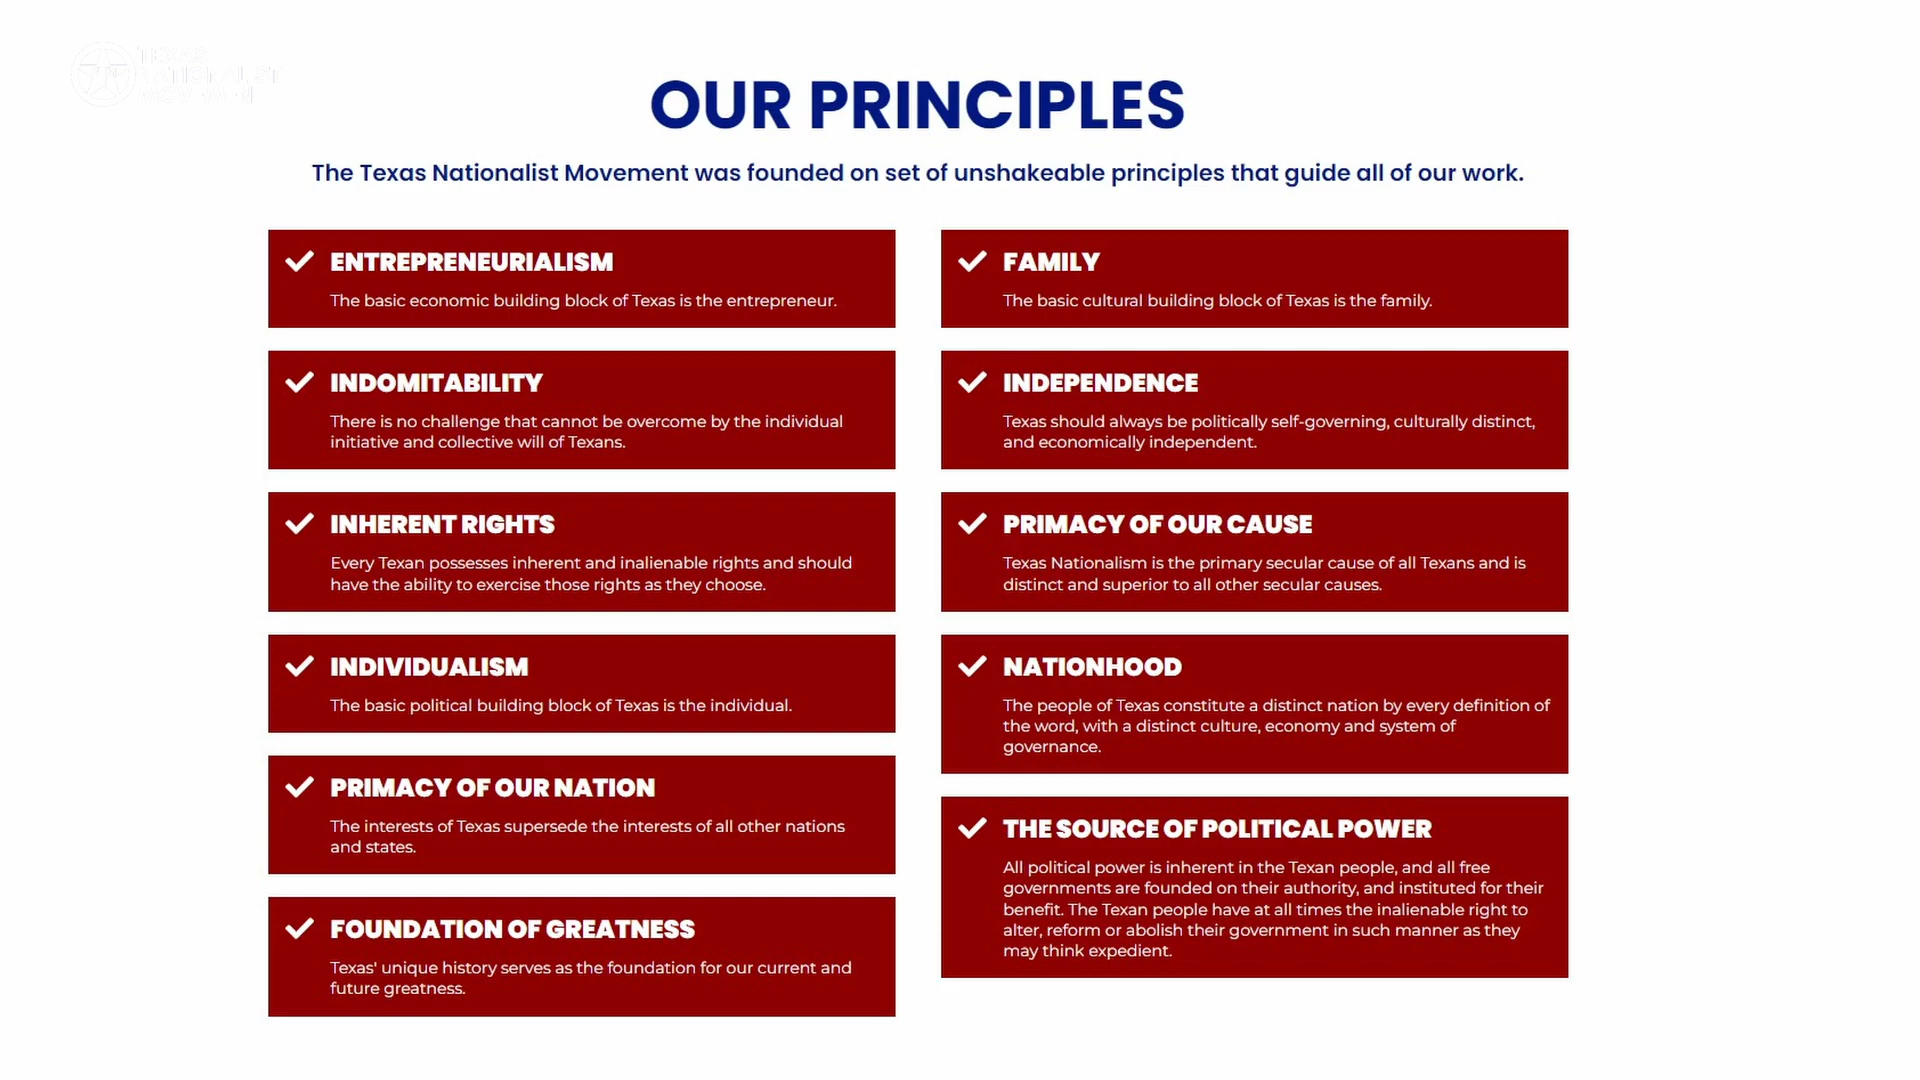 TEXAS
NATIONALIST
MOVEMENT
OUR PRINCIPLES
The Texas Nationalist Movement was founded on set of unshakeable principles that guide all of our work.
ENTREPRENEURIALISM
The basic economic building block of Texas is the entrepreneur.
INDOMITABILITY
There is no challenge that cannot be overcome by the individual
initiative and collective will of Texans.
INHERENT RIGHTS
Every Texan possesses inherent and inalienable rights and should
have the ability to exercise those rights as they choose.
INDIVIDUALISM
The basic political building block of Texas is the individual.
PRIMACY OF OUR NATION
The interests of Texas supersede the interests of all other nations
and states.
FOUNDATION OF GREATNESS
Texas' unique history serves as the foundation for our current and
future greatness.
FAMILY
The basic cultural building block of Texas is the family.
INDEPENDENCE
Texas should always be politically self-governing, culturally distinct,
and economically independent.
PRIMACY OF OUR CAUSE
Texas Nationalism is the primary secular cause of all Texans and is
distinct and superior to all other secular causes.
NATIONHOOD
The people of Texas constitute a distinct nation by every definition of
the word, with a distinct culture, economy and system of
governance.
THE SOURCE OF POLITICAL POWER
All political power is inherent in the Texan people, and all free
governments are founded on their authority, and instituted for their
benefit. The Texan people have at all times the inalienable right to
alter, reform or abolish their government in such manner as they
may think expedient.